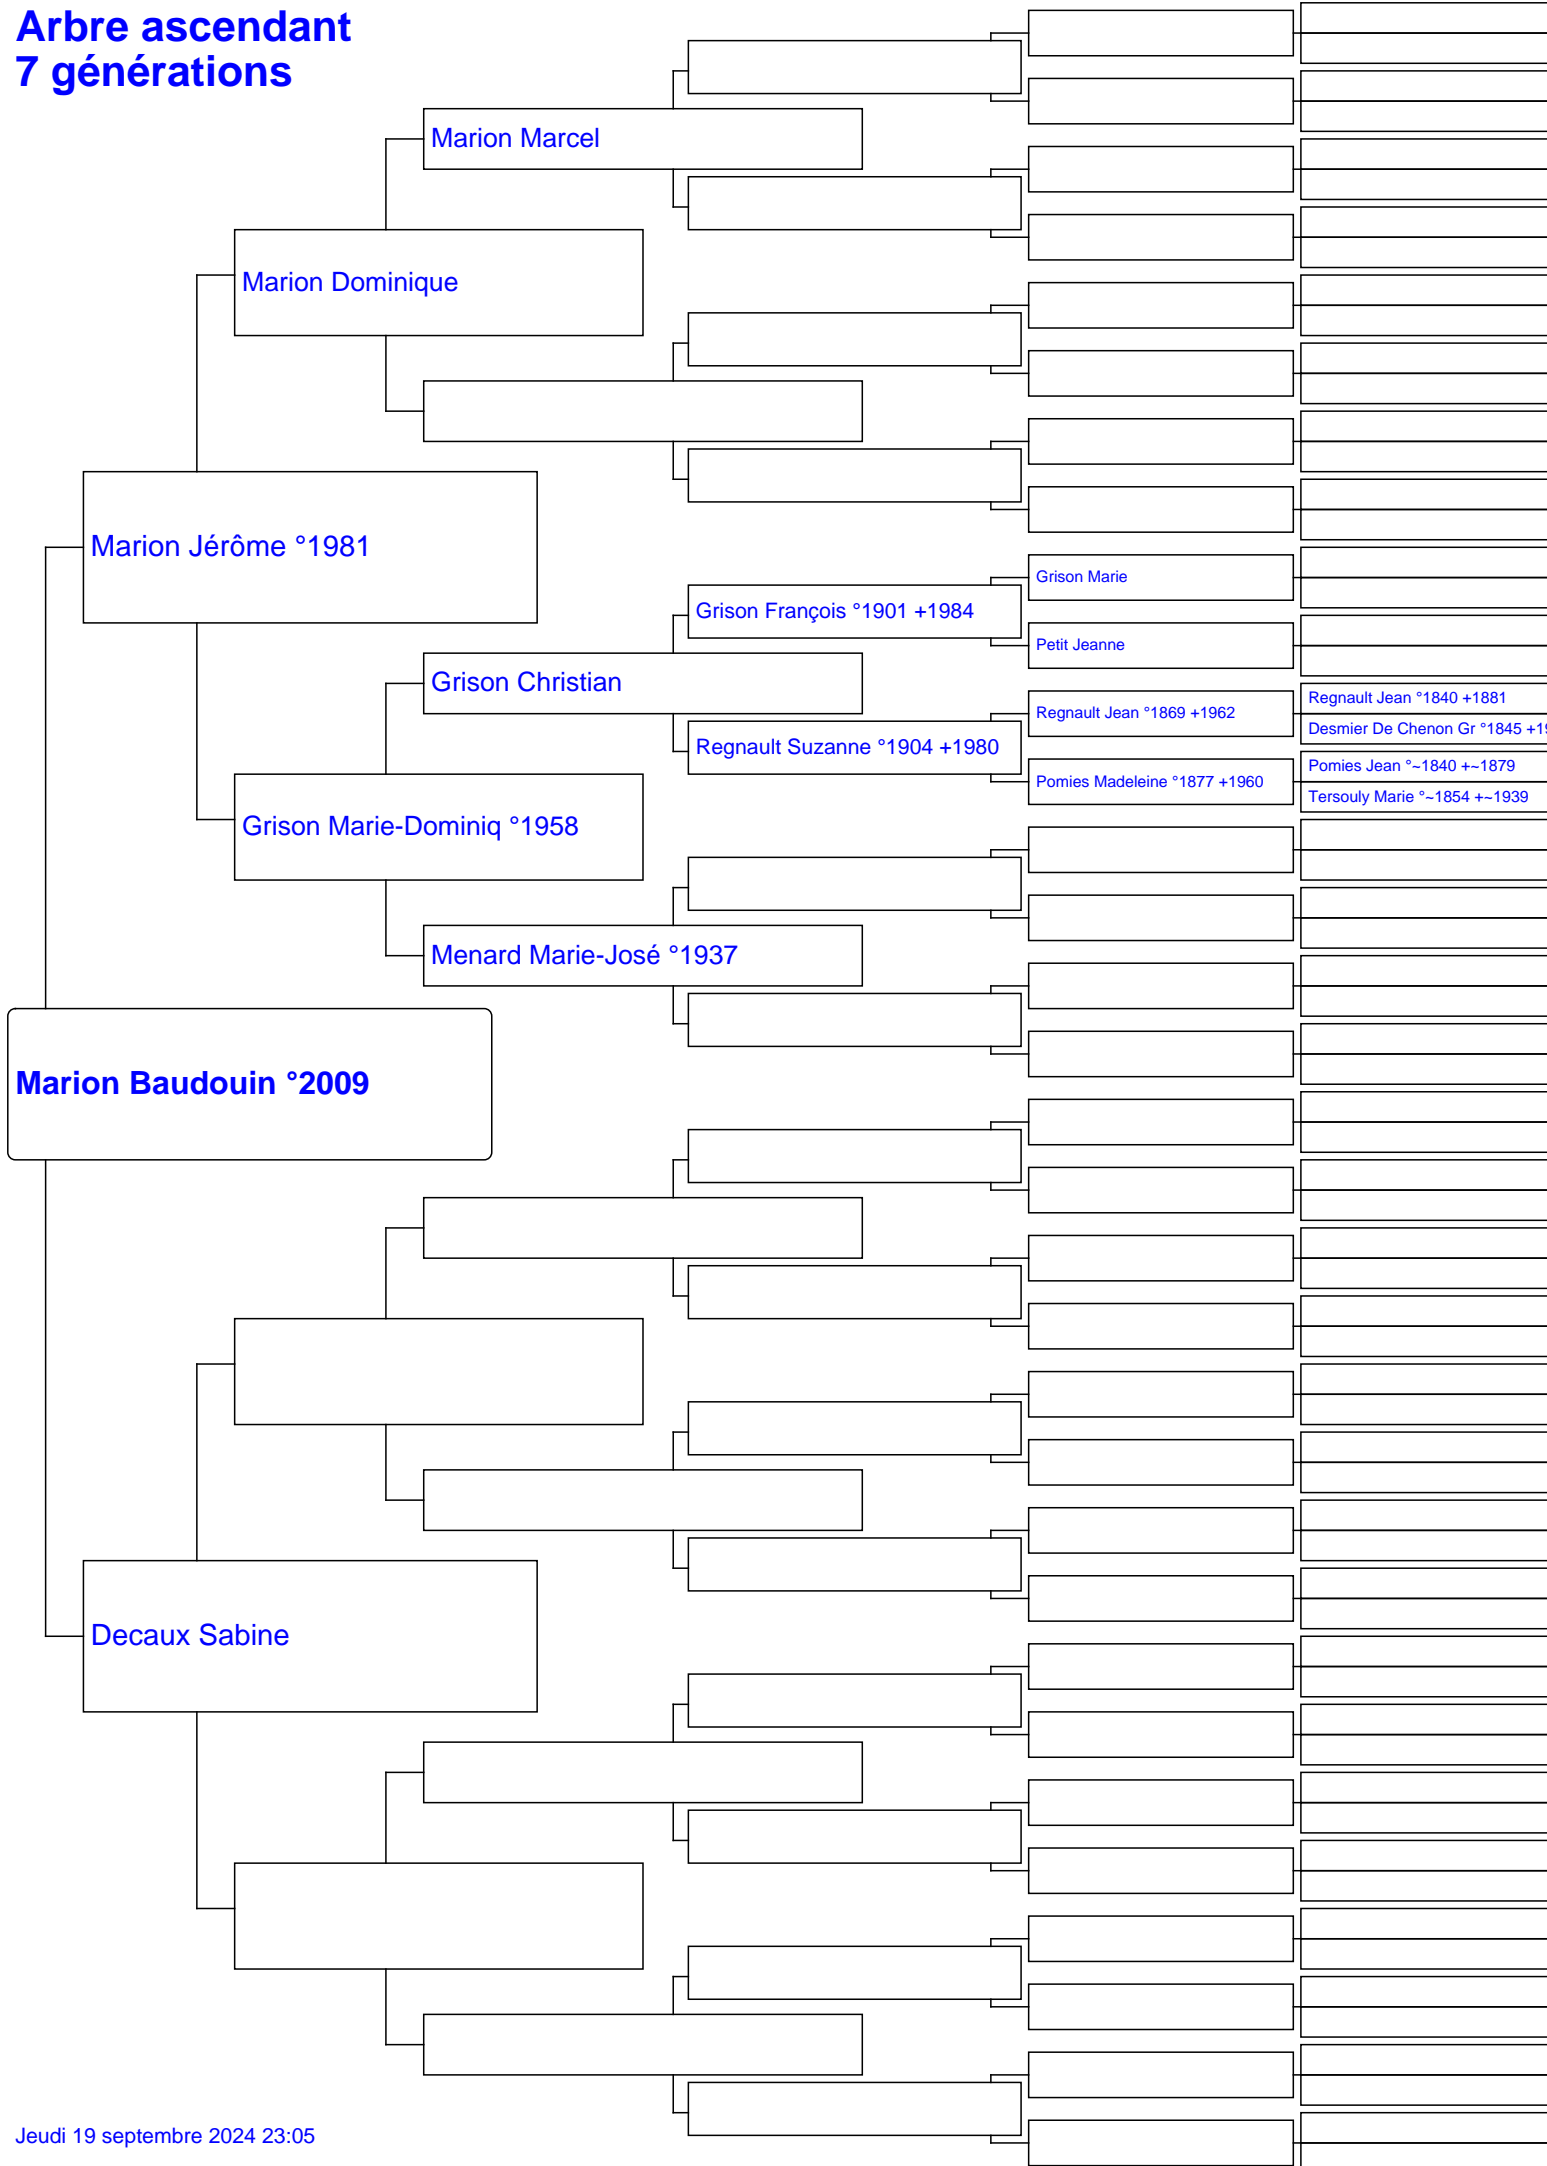 Arbre ascendant
7 générations
Marion Marcel
Marion Dominique
Marion Jérôme °1981
Grison Marie
Grison François °1901 +1984
Petit Jeanne
Grison Christian
Regnault Jean °1840 +1881
Regnault Jean °1869 +1962
Desmier De Chenon Gr °1845
Regnault Suzanne °1904 +1980
Pomies Jean °~1840 +~1879
Pomies Madeleine °1877 +1960
Tersouly Marie °~1854 +~1939
Grison Marie-Dominiq °1958
Menard Marie-José °1937
Marion Baudouin °2009
Decaux Sabine
Jeudi 19 septembre 2024 23:05